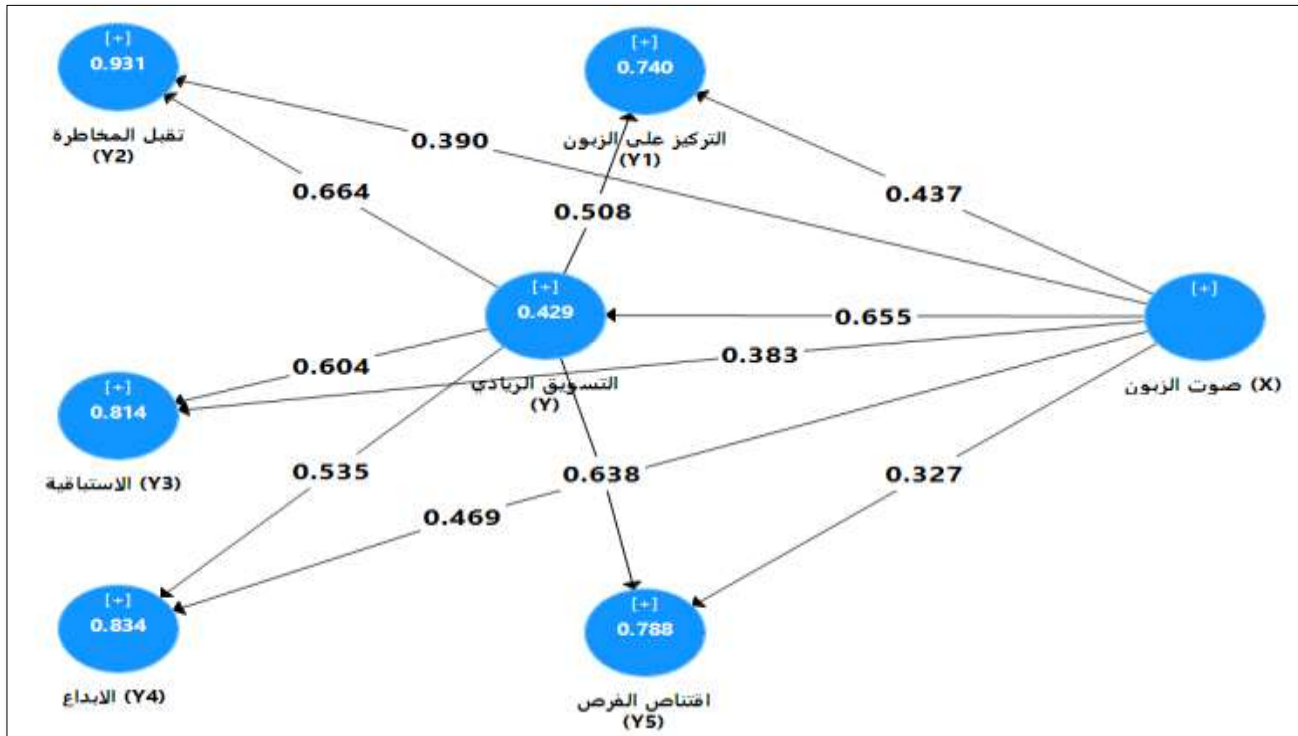 [+]
0.931
تقبل المخاطرة
(Y2)
[+]
0.740
التركيز على الزبون
(Y1)
0.390
0.437
0.664
0.508
[+]
0.429
التسويق الريادي
(Y)
0.655
[+]
صوت الزبون (X)
0.383
0.604
[+]
0.814
الاستباقية (Y3)
0.535
0.638
0.327
0.469
[+]
0.834
الابداع (Y4)
[+]
0.788
اقتناص الفرص
(Y5)